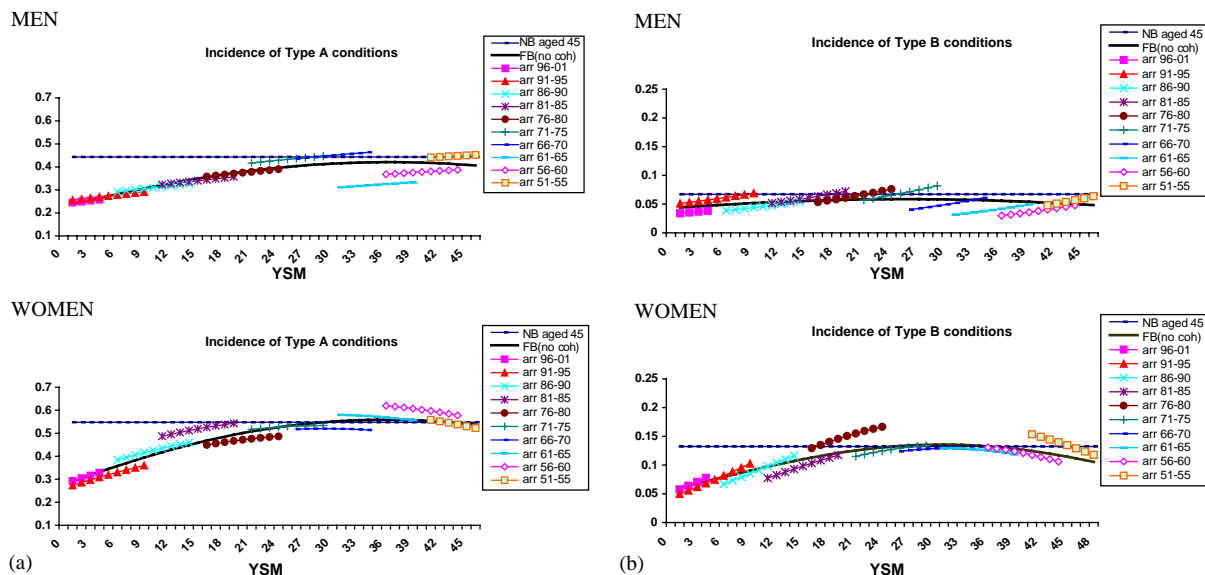 MEN
Incidence of Type A conditions
NB aged 45
FB(no coh)
arr 96-01
arr 91-95
arr 86-90
arr 81-85
arr 76-80
arr 71-75
arr 66-70
arr 61-65
arr 56-60
arr 51-55
0.7
0.6
0.5
0.4
0.3
0.2
0.1
0 3 6 9 12 15 18 21 24 27 30 33 36 39 42 45
YSM
MEN
Incidence of Type B conditions
NB aged 45
FB(no coh)
arr 96-01
arr 91-95
arr 86-90
arr 81-85
arr 76-80
arr 71-75
arr 66-70
arr 61-65
arr 56-60
arr 51-55
0.25
0.2
0.15
0.1
0.05
0
0 3 6 9 12 15 18 21 24 27 30 33 36 39 42 45
YSM
WOMEN
Incidence of Type A conditions
NB aged 45
FB(no coh)
arr 96-01
arr 91-95
arr 86-90
arr 81-85
arr 76-80
arr 71-75
arr 66-70
arr 61-65
arr 56-60
arr 51-55
0.7
0.6
0.5
0.4
0.3
0.2
0.1
0 3 6 9 12 15 18 21 24 27 30 33 36 39 42 45
YSM
(a)
WOMEN
Incidence of Type B conditions
NB aged 45
FB(no coh)
arr 96-01
arr 91-95
arr 86-90
arr 81-85
arr 76-80
arr 71-75
arr 66-70
arr 61-65
arr 56-60
arr 51-55
0.25
0.2
0.15
0.1
0.05
0
0 3 6 9 12 15 18 21 24 27 30 33 36 39 42 45 48
YSM
(b)